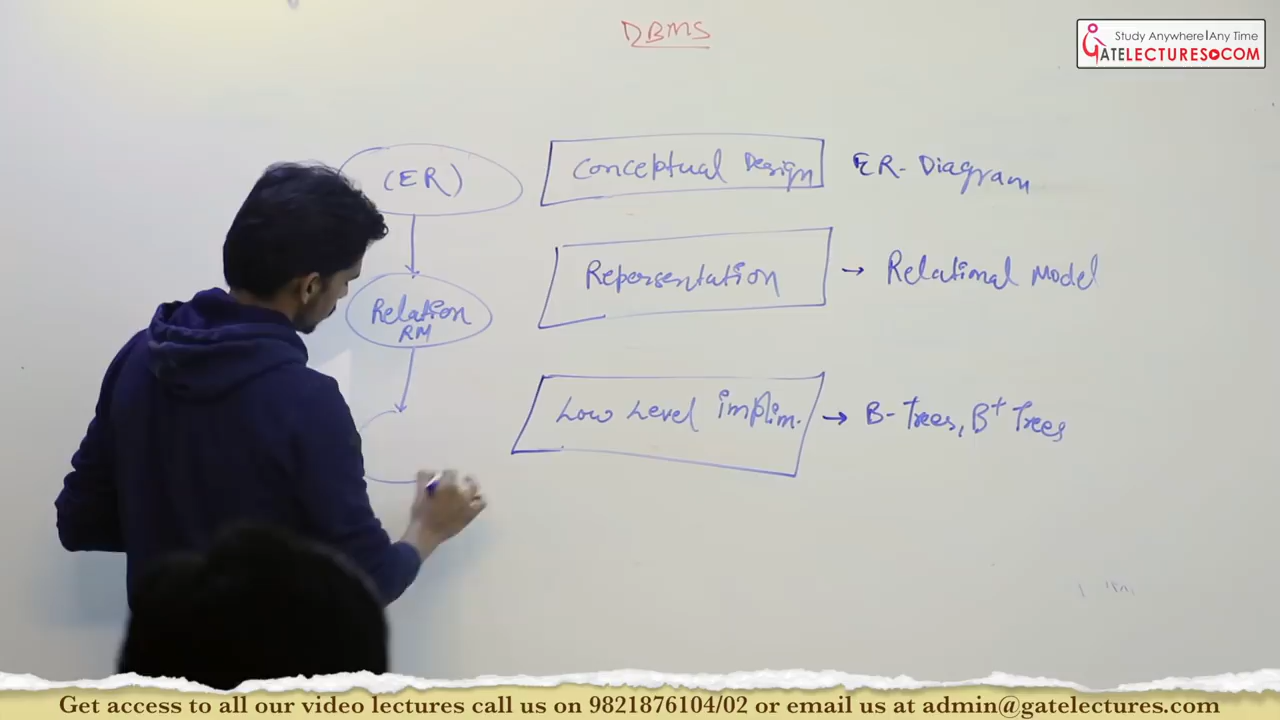 DBMS
Study Anywhere|Any Time
GATELECTURES.COM
(ER)
Conceptual Design
ER-Diagram
Relation
RM
Repersentation
→ Relational Model
Low Level implim.
→ B-Trees, B+ Trees
Get access to all our video lectures call us on 9821876104/02 or email us at admin@gatelectures.com